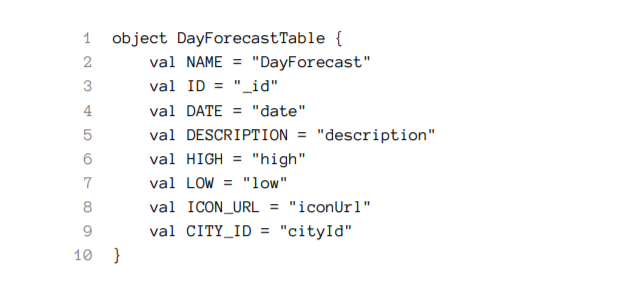 1 object DayForecastTable {
2 val NAME = "DayForecast"
3 val ID = "_id"
4 val DATE = "date"
5 val DESCRIPTION = "description"
6 val HIGH = "high"
7 val LOW = "low"
8 val ICON_URL = "iconUrl"
9 val CITY_ID = "cityId"
10 }